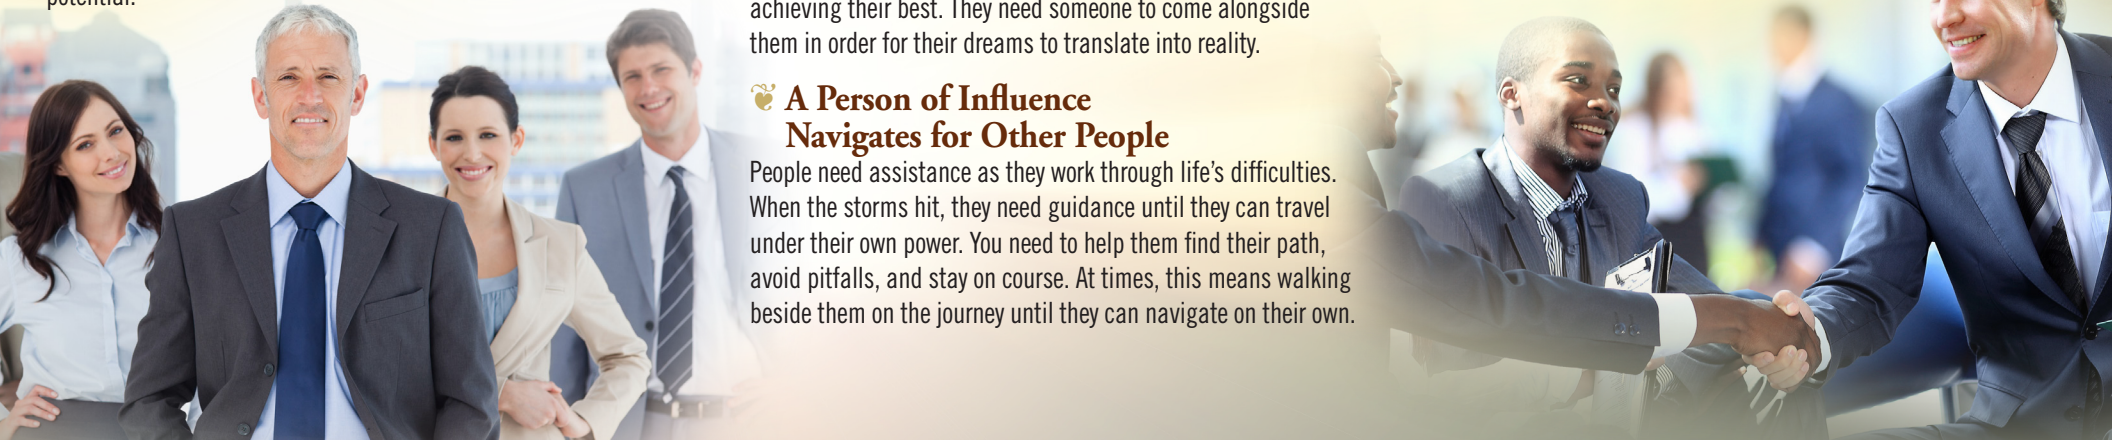 potential.
achieving their best. They need someone to come alongside
them in order for their dreams to translate into reality.
A Person of Influence
Navigates for Other People
People need assistance as they work through life’s difficulties.
When the storms hit, they need guidance until they can travel
under their own power. You need to help them find their path,
avoid pitfalls, and stay on course. At times, this means walking
beside them on the journey until they can navigate on their own.